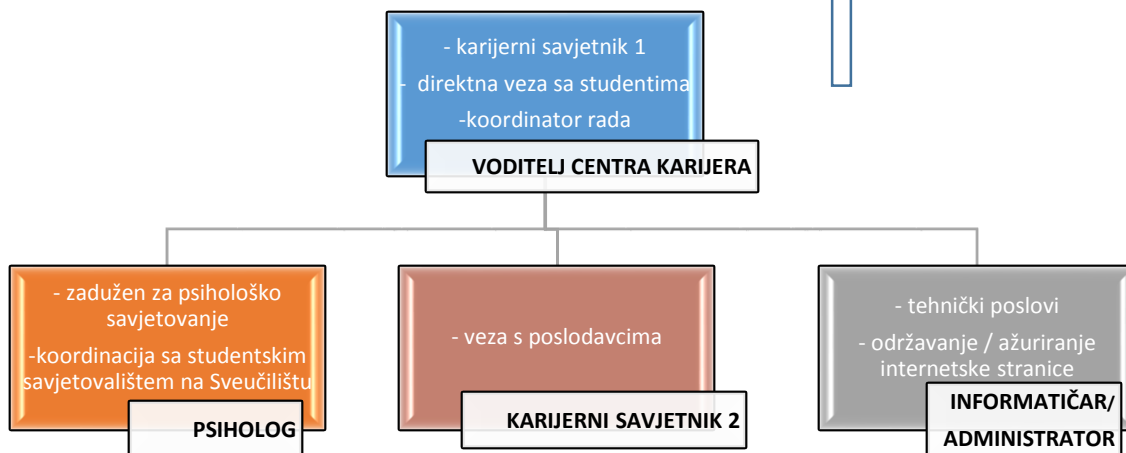 - karijerni savjetnik 1
- direktna veza sa studentima
-koordinator rada
VODITELJ CENTRA KARIJERA
- zadužen za psihološko
savjetovanje
-koordinacija sa studentskim
savjetovalištem na Sveučilištu
PSIHOLOG
- veza s poslodavcima
KARIJERNI SAVJETNIK 2
- tehnički poslovi
- održavanje / ažuriranje
internetske stranice
INFORMATIČAR/
ADMINISTRATOR